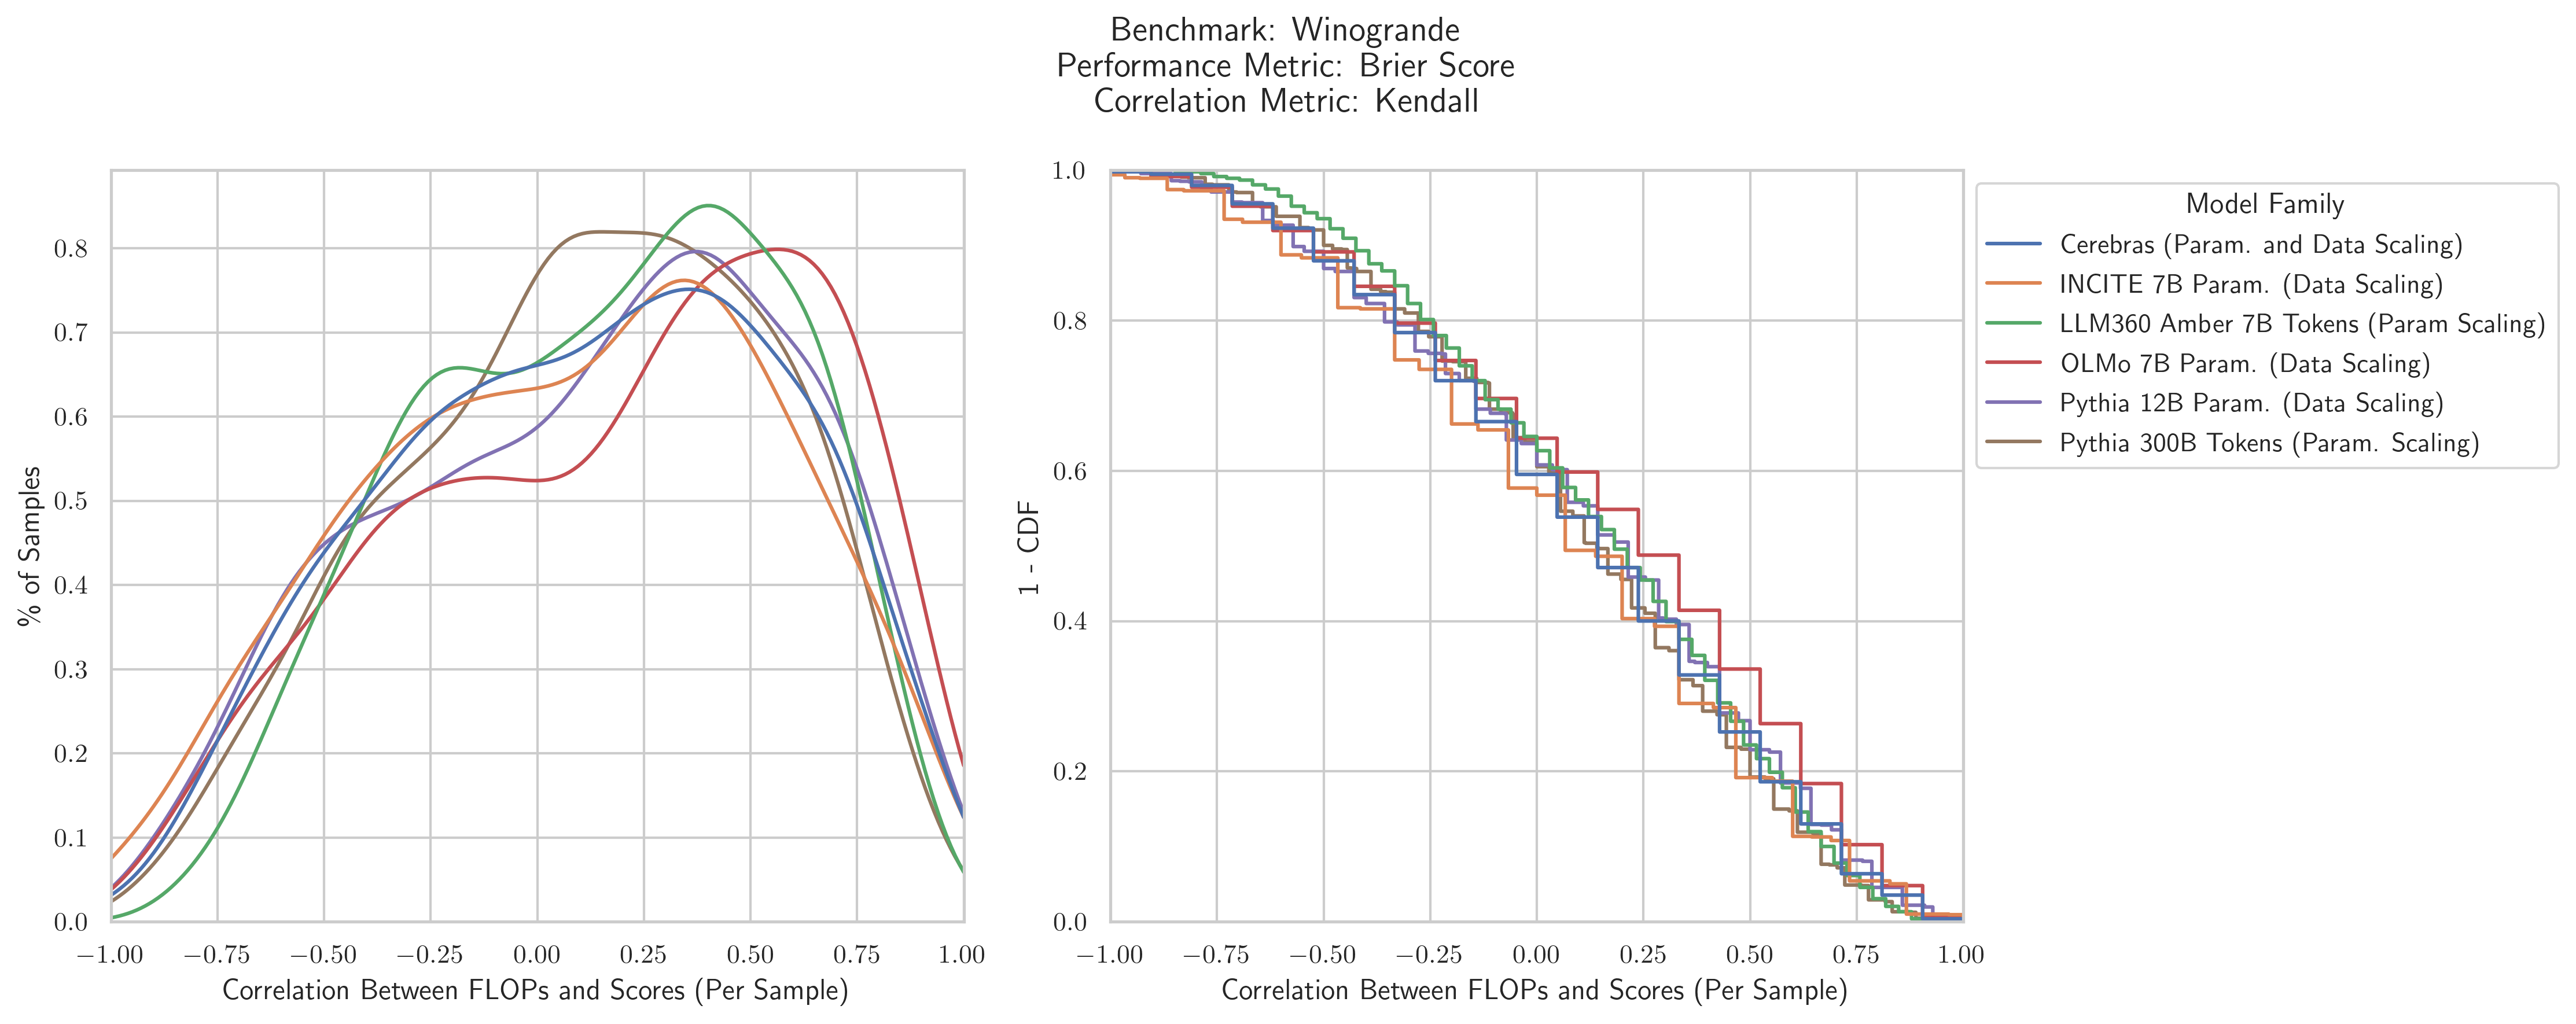 Benchmark: Winogrande
Performance Metric: Brier Score
Correlation Metric: Kendall
% of Samples
0.8
0.7
0.6
0.5
0.4
0.3
0.2
0.1
0.0
−1.00 −0.75 −0.50 −0.25 0.00 0.25 0.50 0.75 1.00
Correlation Between FLOPs and Scores (Per Sample)
1 - CDF
1.0
0.8
0.6
0.4
0.2
0.0
−1.00 −0.75 −0.50 −0.25 0.00 0.25 0.50 0.75 1.00
Correlation Between FLOPs and Scores (Per Sample)
Model Family
Cerebras (Param. and Data Scaling)
INCITE 7B Param. (Data Scaling)
LLM360 Amber 7B Tokens (Param Scaling)
OLMo 7B Param. (Data Scaling)
Pythia 12B Param. (Data Scaling)
Pythia 300B Tokens (Param. Scaling)